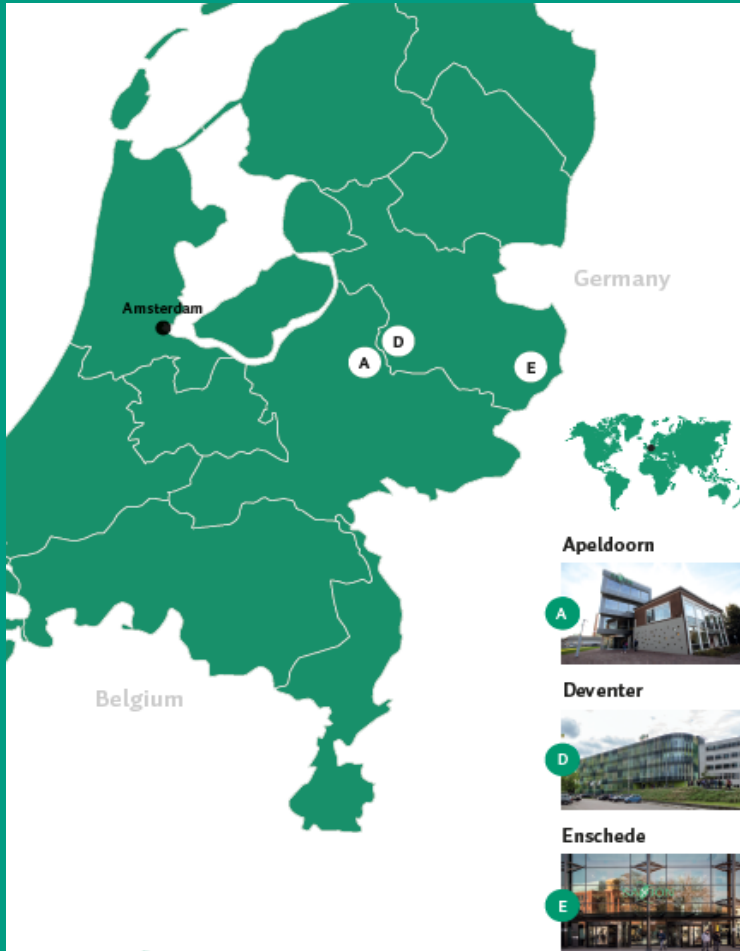 Germany
Amsterdam
D
A
E
Apeldoorn
A
Belgium
Deventer
D
Enschede
E